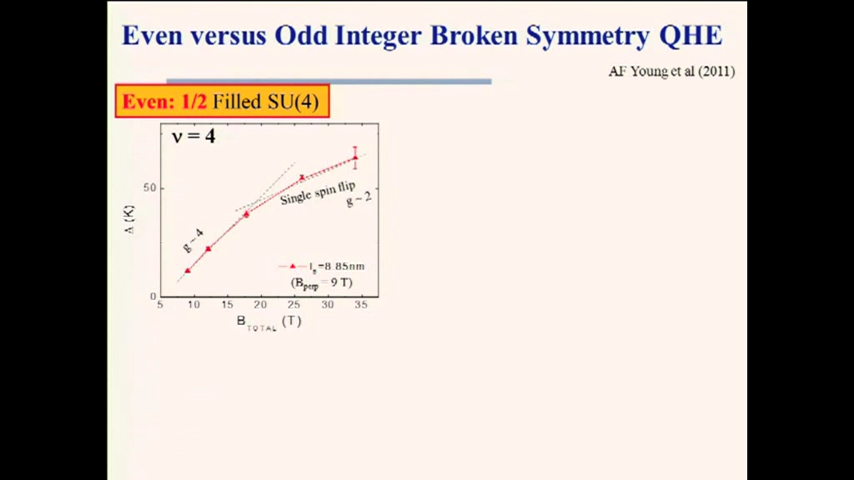 Even versus Odd Integer Broken Symmetry QHE
AF Young et al (2011)
Even: 1/2 Filled SU(4)
ν = 4
50
0
Δ (K)
g~4
Single spin flip
g~2
l_B=8.85nm
(B_perp = 9 T)
5 10 15 20 25 30 35
B_TOTAL (T)